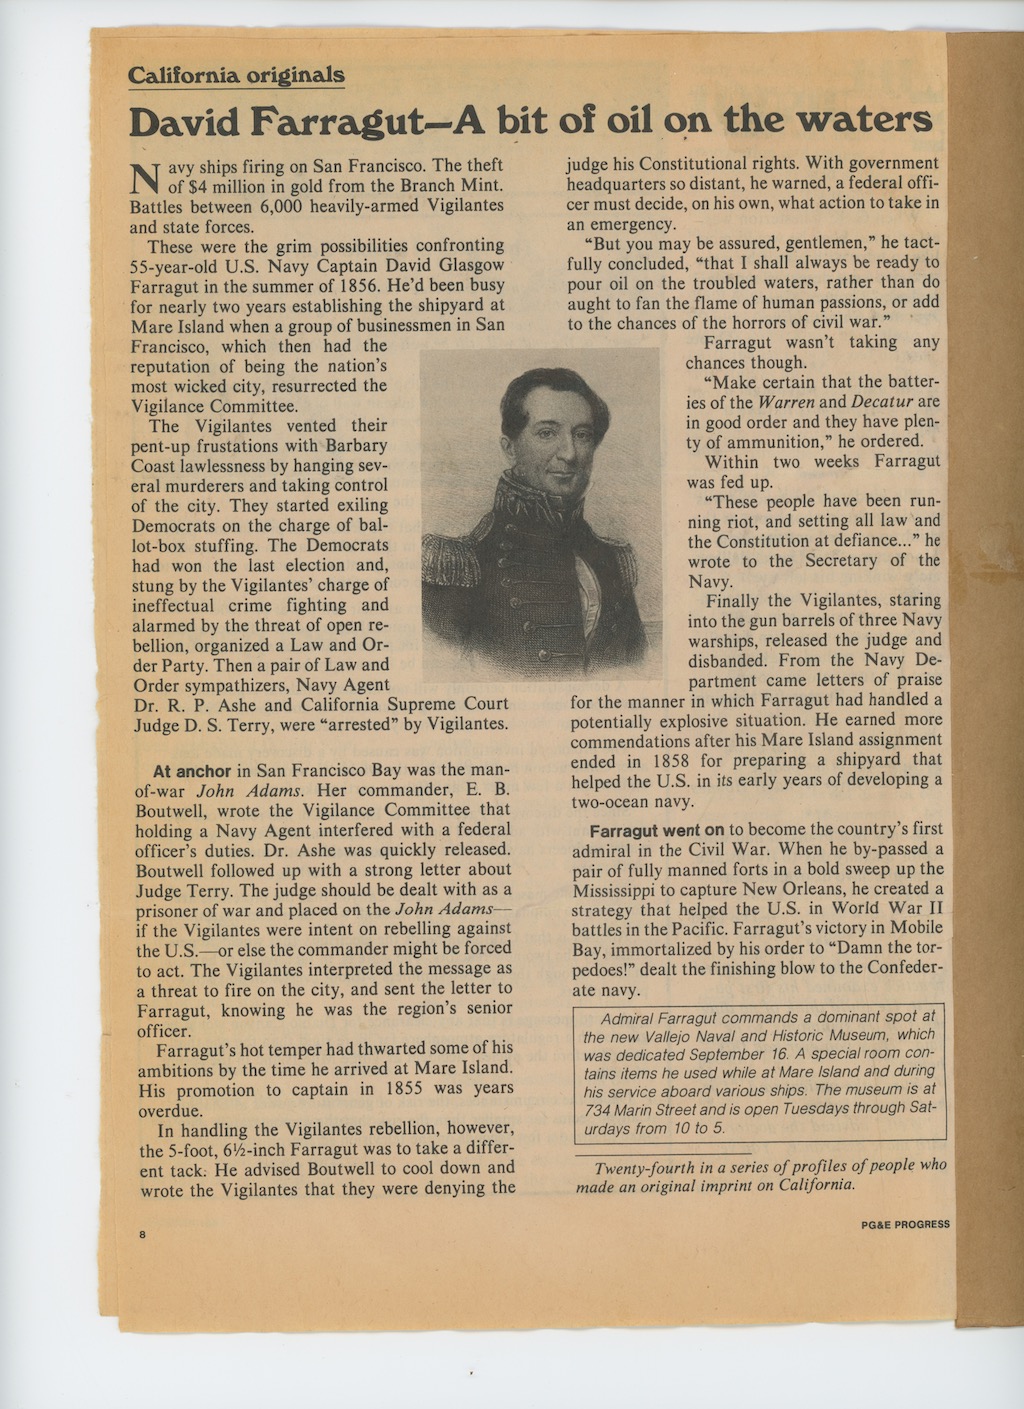 California originals
David Farragut—A bit of oil on the waters
Navy ships firing on San Francisco. The theft
of $4 million in gold from the Branch Mint.
Battles between 6,000 heavily-armed Vigilantes
and state forces.
These were the grim possibilities confronting
55-year-old U.S. Navy Captain David Glasgow
Farragut in the summer of 1856. He'd been busy
for nearly two years establishing the shipyard at
Mare Island when a group of businessmen in San
Francisco, which then had the
reputation of being the nation's
most wicked city, resurrected the
Vigilance Committee.
The Vigilantes vented their
pent-up frustations with Barbary
Coast lawlessness by hanging sev-
eral murderers and taking control
of the city. They started exiling
Democrats on the charge of bal-
lot-box stuffing. The Democrats
had won the last election and,
stung by the Vigilantes' charge of
ineffectual crime fighting and
alarmed by the threat of open re-
bellion, organized a Law and Or-
der Party. Then a pair of Law and
Order sympathizers, Navy Agent
Dr. R. P. Ashe and California Supreme Court
Judge D. S. Terry, were “arrested” by Vigilantes.
At anchor in San Francisco Bay was the man-
of-war John Adams. Her commander, E. B.
Boutwell, wrote the Vigilance Committee that
holding a Navy Agent interfered with a federal
officer's duties. Dr. Ashe was quickly released.
Boutwell followed up with a strong letter about
Judge Terry. The judge should be dealt with as a
prisoner of war and placed on the John Adams—
if the Vigilantes were intent on rebelling against
the U.S.—or else the commander might be forced
to act. The Vigilantes interpreted the message as
a threat to fire on the city, and sent the letter to
Farragut, knowing he was the region's senior
officer.
Farragut's hot temper had thwarted some of his
ambitions by the time he arrived at Mare Island.
His promotion to captain in 1855 was years
overdue.
In handling the Vigilantes rebellion, however,
the 5-foot, 6½-inch Farragut was to take a differ-
ent tack. He advised Boutwell to cool down and
wrote the Vigilantes that they were denying the
judge his Constitutional rights. With government
headquarters so distant, he warned, a federal offi-
cer must decide, on his own, what action to take in
an emergency.
“But you may be assured, gentlemen,” he tact-
fully concluded, “that I shall always be ready to
pour oil on the troubled waters, rather than do
aught to fan the flame of human passions, or add
to the chances of the horrors of civil war.”
Farragut wasn't taking any
chances though.
“Make certain that the batter-
ies of the Warren and Decatur are
in good order and they have plen-
ty of ammunition,” he ordered.
Within two weeks Farragut
was fed up.
“These people have been run-
ning riot, and setting all law and
the Constitution at defiance...” he
wrote to the Secretary of the
Navy.
Finally the Vigilantes, staring
into the gun barrels of three Navy
warships, released the judge and
disbanded. From the Navy De-
partment came letters of praise
for the manner in which Farragut had handled a
potentially explosive situation. He earned more
commendations after his Mare Island assignment
ended in 1858 for preparing a shipyard that
helped the U.S. in its early years of developing a
two-ocean navy.
Farragut went on to become the country's first
admiral in the Civil War. When he by-passed a
pair of fully manned forts in a bold sweep up the
Mississippi to capture New Orleans, he created a
strategy that helped the U.S. in World War II
battles in the Pacific. Farragut's victory in Mobile
Bay, immortalized by his order to “Damn the tor-
pedoes!” dealt the finishing blow to the Confeder-
ate navy.
Admiral Farragut commands a dominant spot at
the new Vallejo Naval and Historic Museum, which
was dedicated September 16. A special room con-
tains items he used while at Mare Island and during
his service aboard various ships. The museum is at
734 Marin Street and is open Tuesdays through Sat-
urdays from 10 to 5.
Twenty-fourth in a series of profiles of people who
made an original imprint on California.
8
PG&E PROGRESS